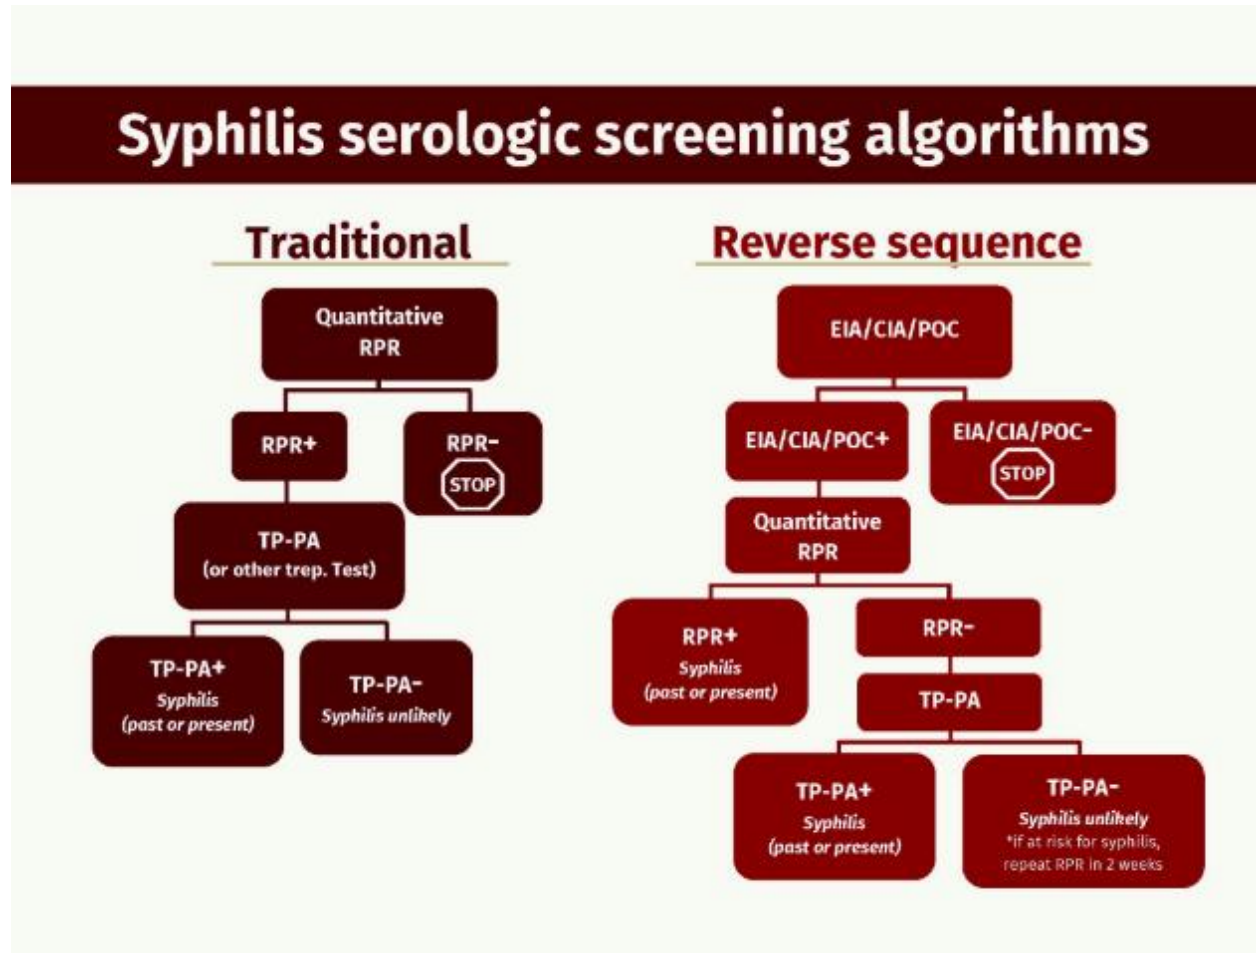 Syphilis serologic screening algorithms
Traditional
Quantitative
RPR
RPR+
RPR-
STOP
TP-PA
(or other trep. Test)
TP-PA+
Syphilis
(past or present)
TP-PA-
Syphilis unlikely
Reverse sequence
EIA/CIA/POC
EIA/CIA/POC+
EIA/CIA/POC-
STOP
Quantitative
RPR
RPR+
Syphilis
(past or present)
RPR-
TP-PA
TP-PA+
Syphilis
(past or present)
TP-PA-
Syphilis unlikely
*if at risk for syphilis,
repeat RPR in 2 weeks